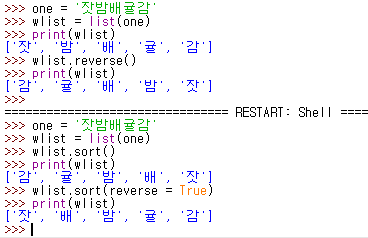 >>> one = '잣밤배귤감'
>>> wlist = list(one)
>>> print(wlist)
['잣', '밤', '배', '귤', '감']
>>> wlist.reverse()
>>> print(wlist)
['감', '귤', '배', '밤', '잣']
>>>
================================ RESTART: Shell ====
>>> one = '잣밤배귤감'
>>> wlist = list(one)
>>> wlist.sort()
>>> print(wlist)
['감', '귤', '밤', '배', '잣']
>>> wlist.sort(reverse = True)
>>> print(wlist)
['잣', '배', '밤', '귤', '감']
>>>